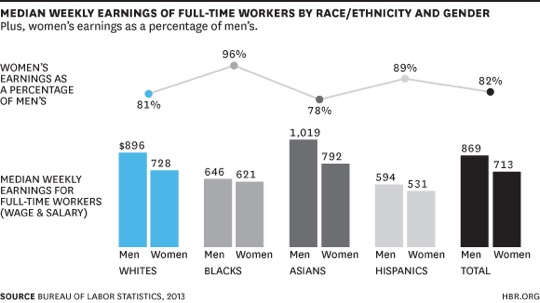 MEDIAN WEEKLY EARNINGS OF FULL-TIME WORKERS BY RACE/ETHNICITY AND GENDER
Plus, women's earnings as a percentage of men's.
WOMEN'S
EARNINGS AS
A PERCENTAGE
OF MEN'S
81%
96%
78%
89%
82%
MEDIAN WEEKLY
EARNINGS FOR
FULL-TIME WORKERS
(WAGE & SALARY)
$896
728
646
621
1,019
792
594
531
869
713
Men Women
Men Women
Men Women
Men Women
Men Women
WHITES
BLACKS
ASIANS
HISPANICS
TOTAL
SOURCE BUREAU OF LABOR STATISTICS, 2013
HBR.ORG